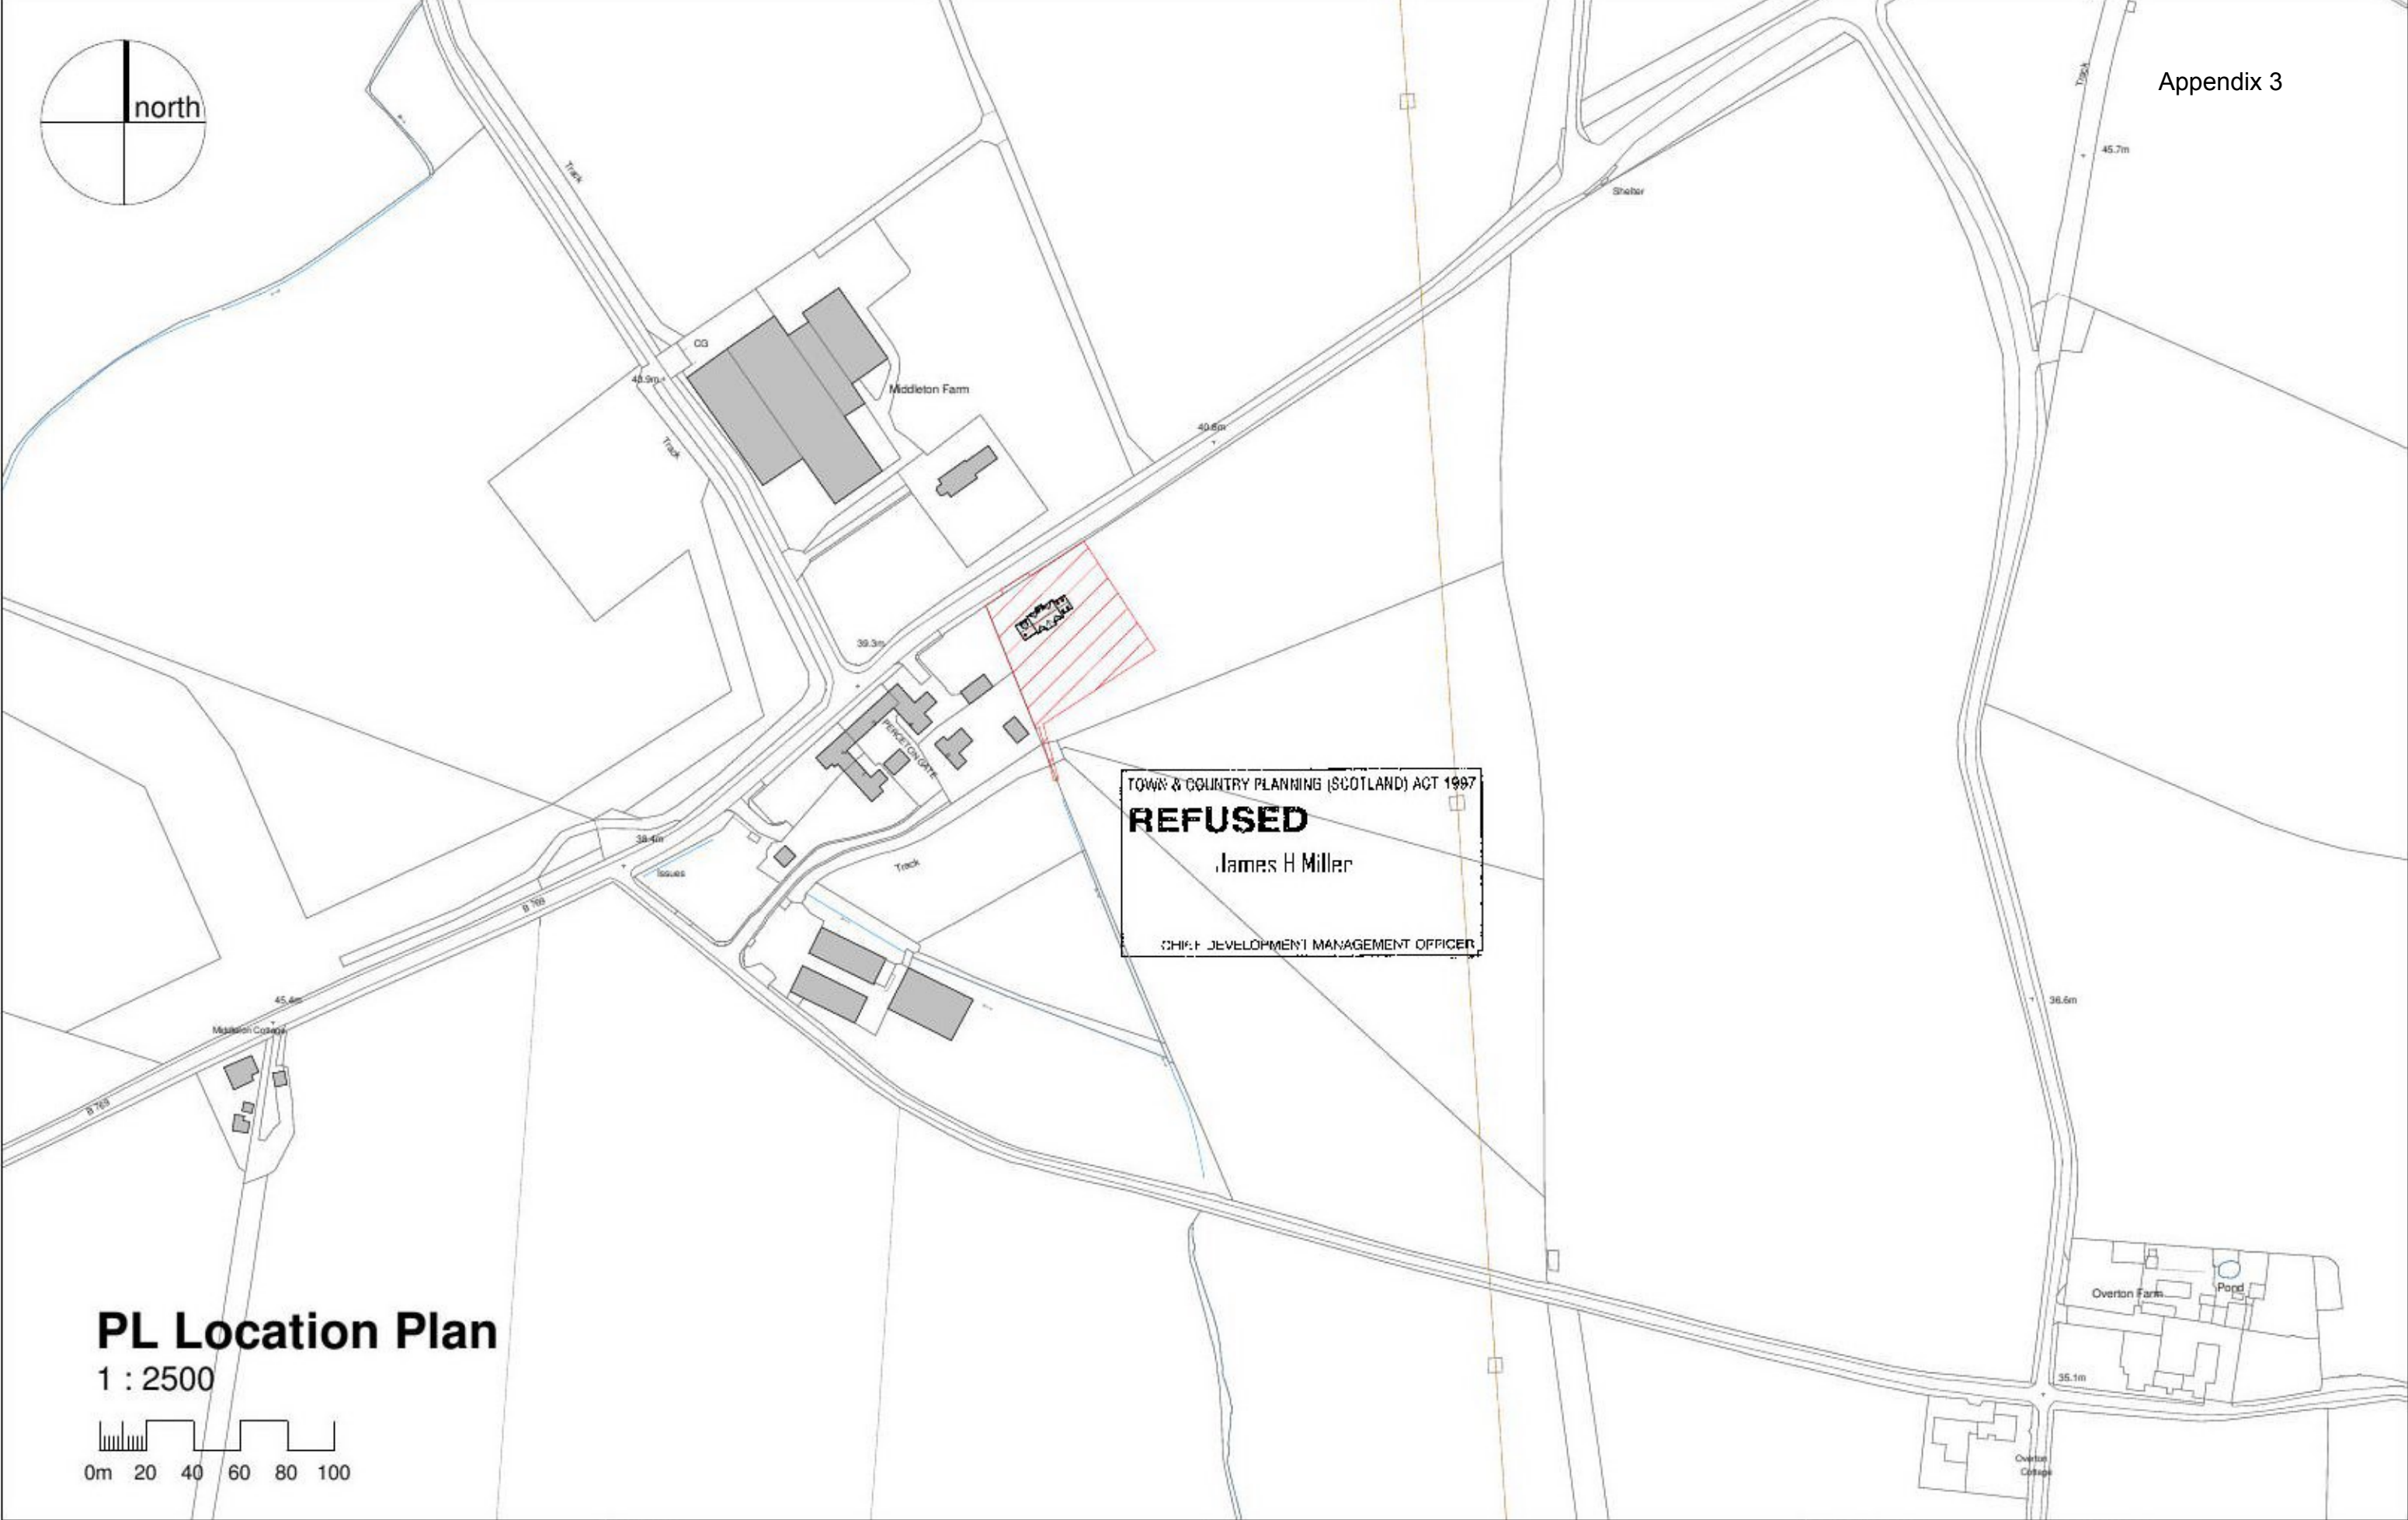 north
Appendix 3
Track
Track
45.7m
Shelter
CG
43.9m
Middleton Farm
40.8m
Track
39.3m
PERCETON GATE
TOWN & COUNTRY PLANNING (SCOTLAND) ACT 1997
REFUSED
James H Miller
CHIEF DEVELOPMENT MANAGEMENT OFFICER
38.4m
Issues
Track
B 769
45.4m
Middleton Cottage
B 769
36.6m
Overton Farm
Pond
35.1m
Overton
Cottage
PL Location Plan
1 : 2500
0m 20 40 60 80 100